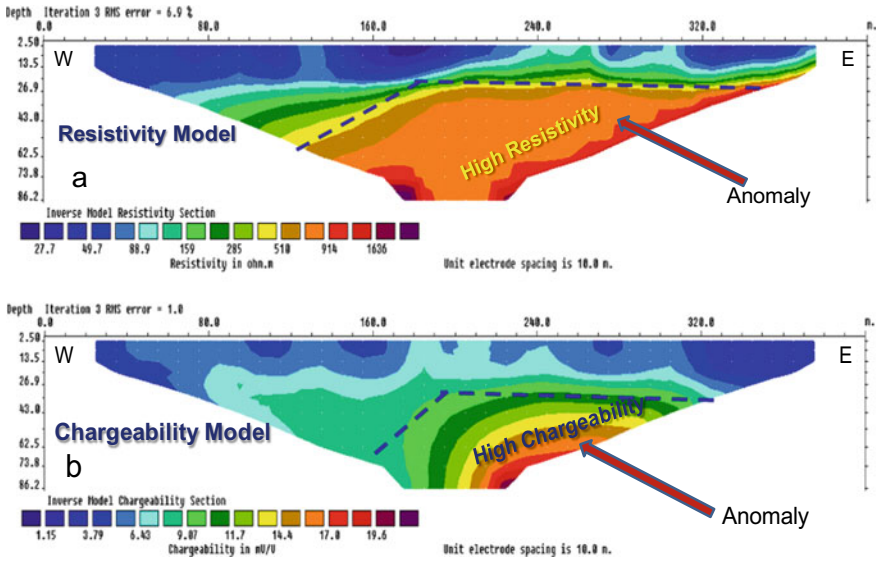 Depth Iteration 3 RMS error = 6.9 %
0.0 80.0 160.0 240.0 320.0 m.
2.50
W E
13.5
26.9
43.0
Resistivity Model
High Resistivity
62.5
73.8
a
Anomaly
86.2
Inverse Model Resistivity Section
27.7 49.7 88.9 159 285 510 914 1636
Resistivity in ohm.m Unit electrode spacing is 10.0 m.
Depth Iteration 3 RMS error = 1.0
0.0 80.0 160.0 240.0 320.0 m.
2.50
W E
13.5
26.9
43.0
Chargeability Model
High Chargeability
62.5
73.8
b
86.2
Anomaly
Inverse Model Chargeability Section
1.15 3.79 6.43 9.07 11.7 14.4 17.0 19.6
Chargeability in mV/V Unit electrode spacing is 10.0 m.